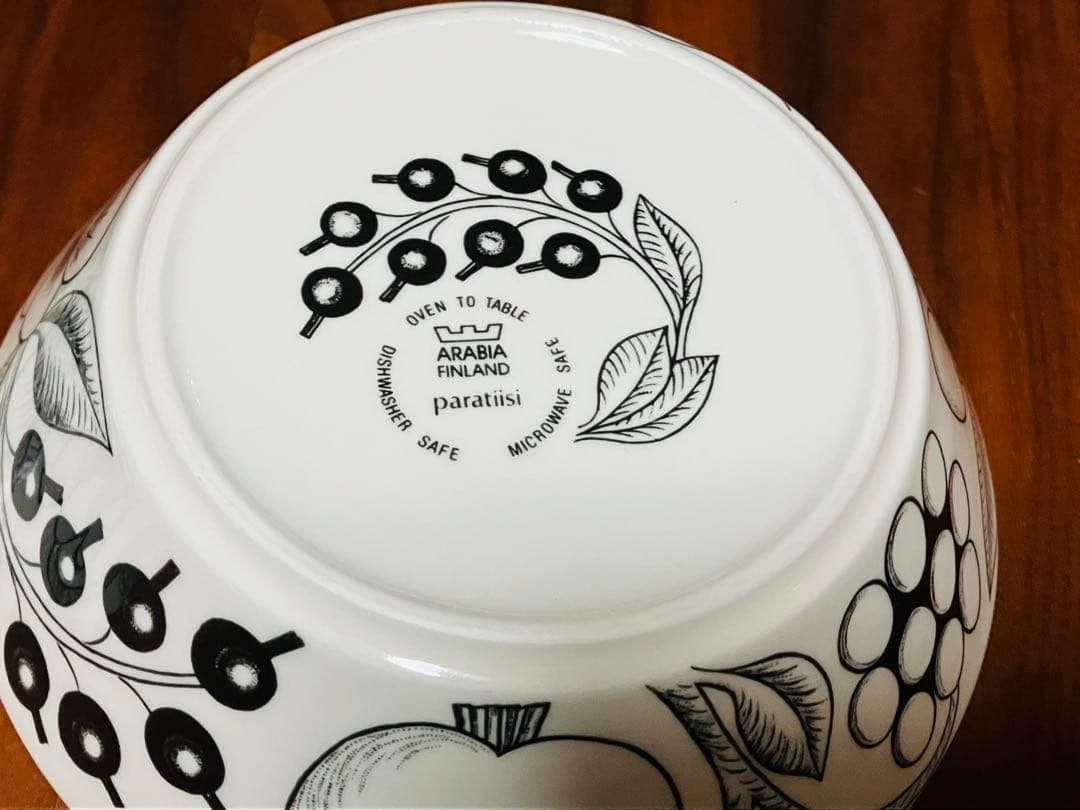 OVEN TO TABLE
ARABIA
FINLAND
paratiisi
DISHWASHER SAFE
MICROWAVE SAFE